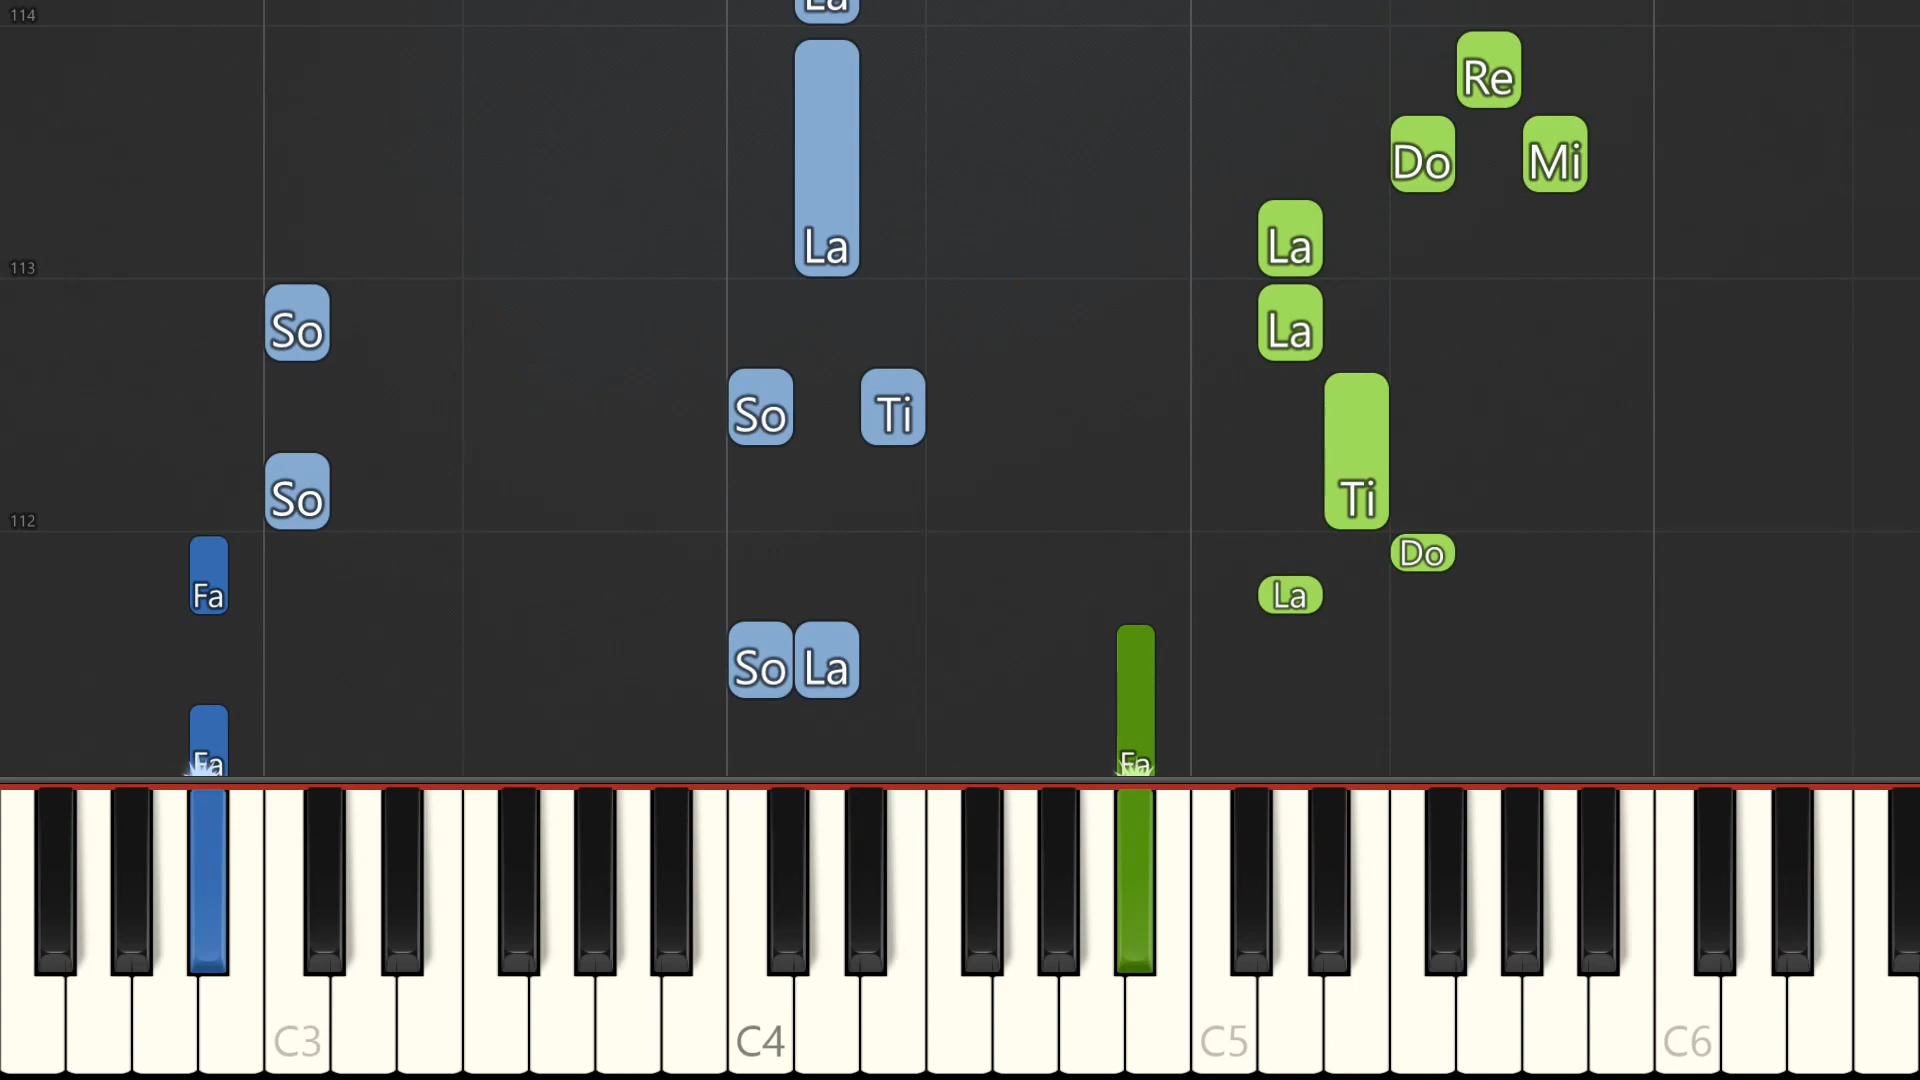 114
La
Re
Do Mi
La La
113
So La
So Ti
So Ti
112
Do
Fa La
So La
Fa Fa
C3 C4 C5 C6